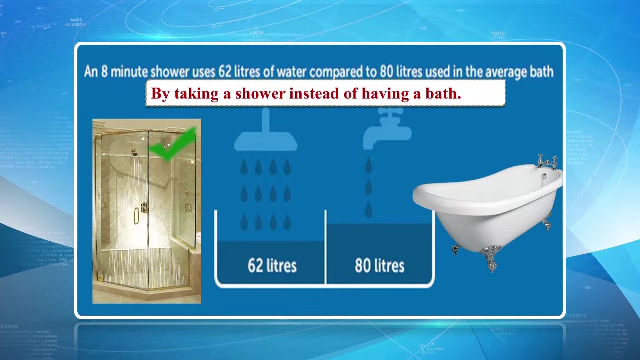 An 8 minute shower uses 62 litres of water compared to 80 litres used in the average bath
By taking a shower instead of having a bath.
62 litres
80 litres